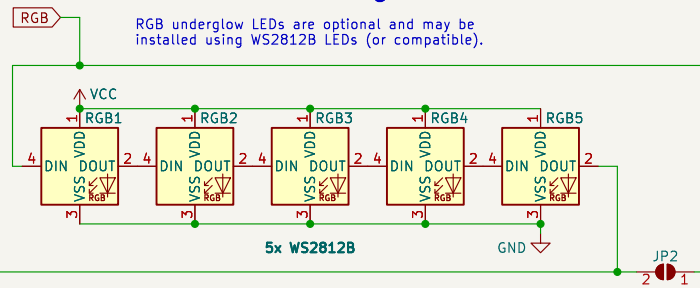 RGB
RGB underglow LEDs are optional and may be
installed using WS2812B LEDs (or compatible).
VCC
1 RGB1 1 RGB2 1 RGB3 1 RGB4 1 RGB5
VDD VDD VDD VDD VDD
4 DIN DOUT 2 4 DIN DOUT 2 4 DIN DOUT 2 4 DIN DOUT 2 4 DIN DOUT 2
VSS RGB VSS RGB VSS RGB VSS RGB VSS RGB
3 3 3 3 3
5x WS2812B
GND
JP2
2 1